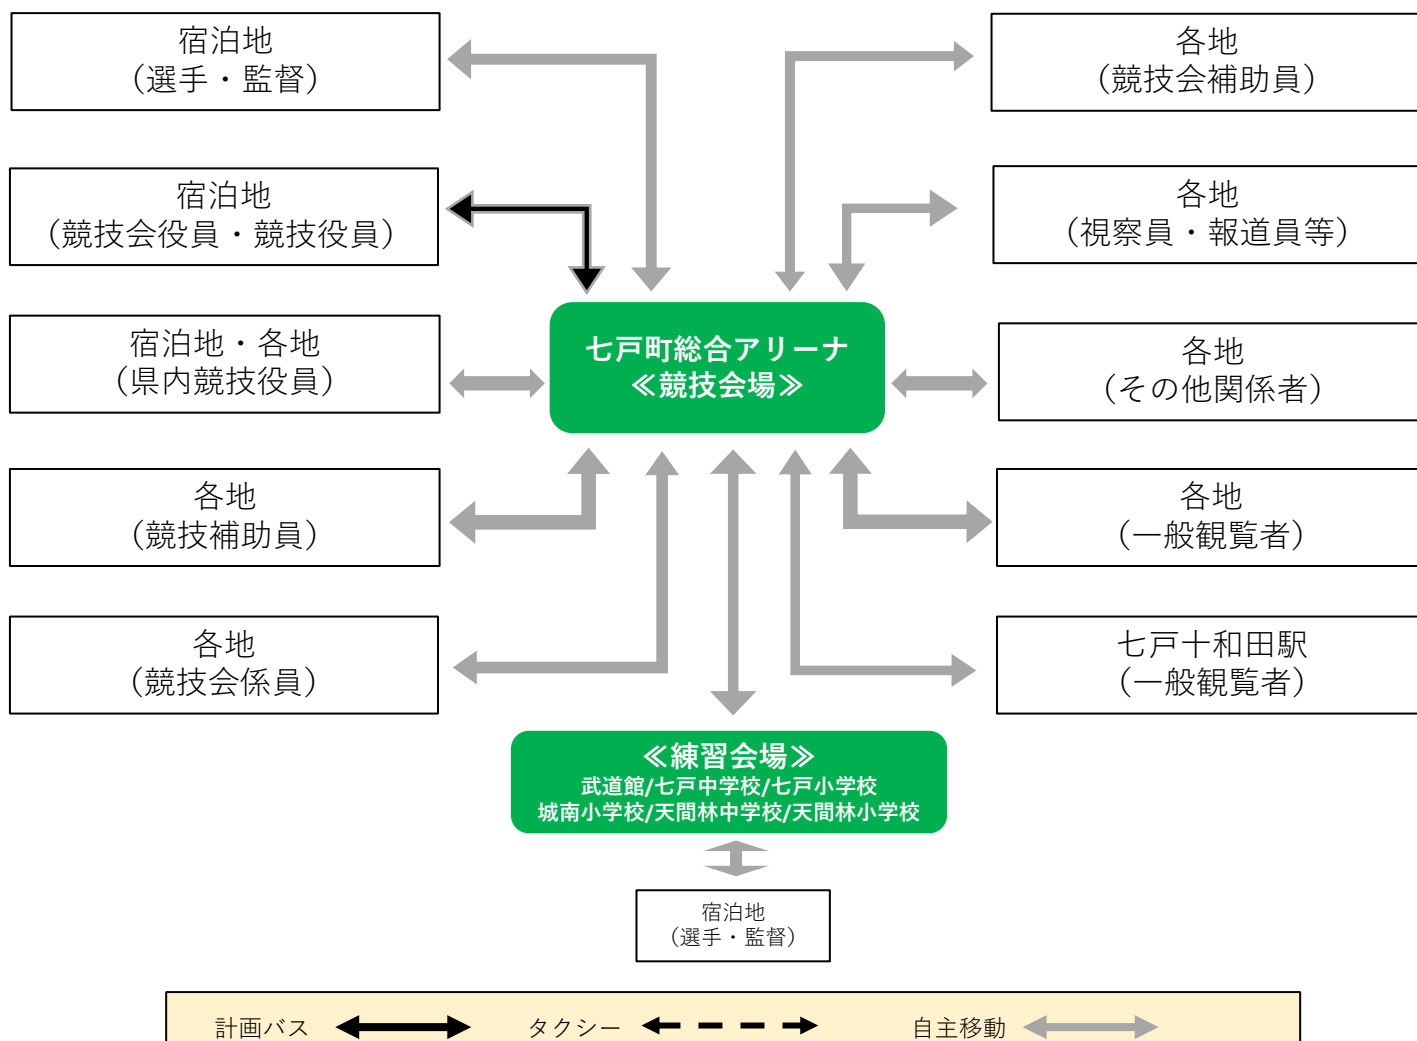 宿泊地
（選手・監督）
各地
（競技会補助員）
宿泊地
（競技会役員・競技役員）
各地
（視察員・報道員等）
宿泊地・各地
（県内競技役員）
七戸町総合アリーナ
≪競技会場≫
各地
（その他関係者）
各地
（競技補助員）
各地
（一般観覧者）
各地
（競技会係員）
七戸十和田駅
（一般観覧者）
≪練習会場≫
武道館/七戸中学校/七戸小学校
城南小学校/天間林中学校/天間林小学校
宿泊地
（選手・監督）
計画バス
タクシー
自主移動